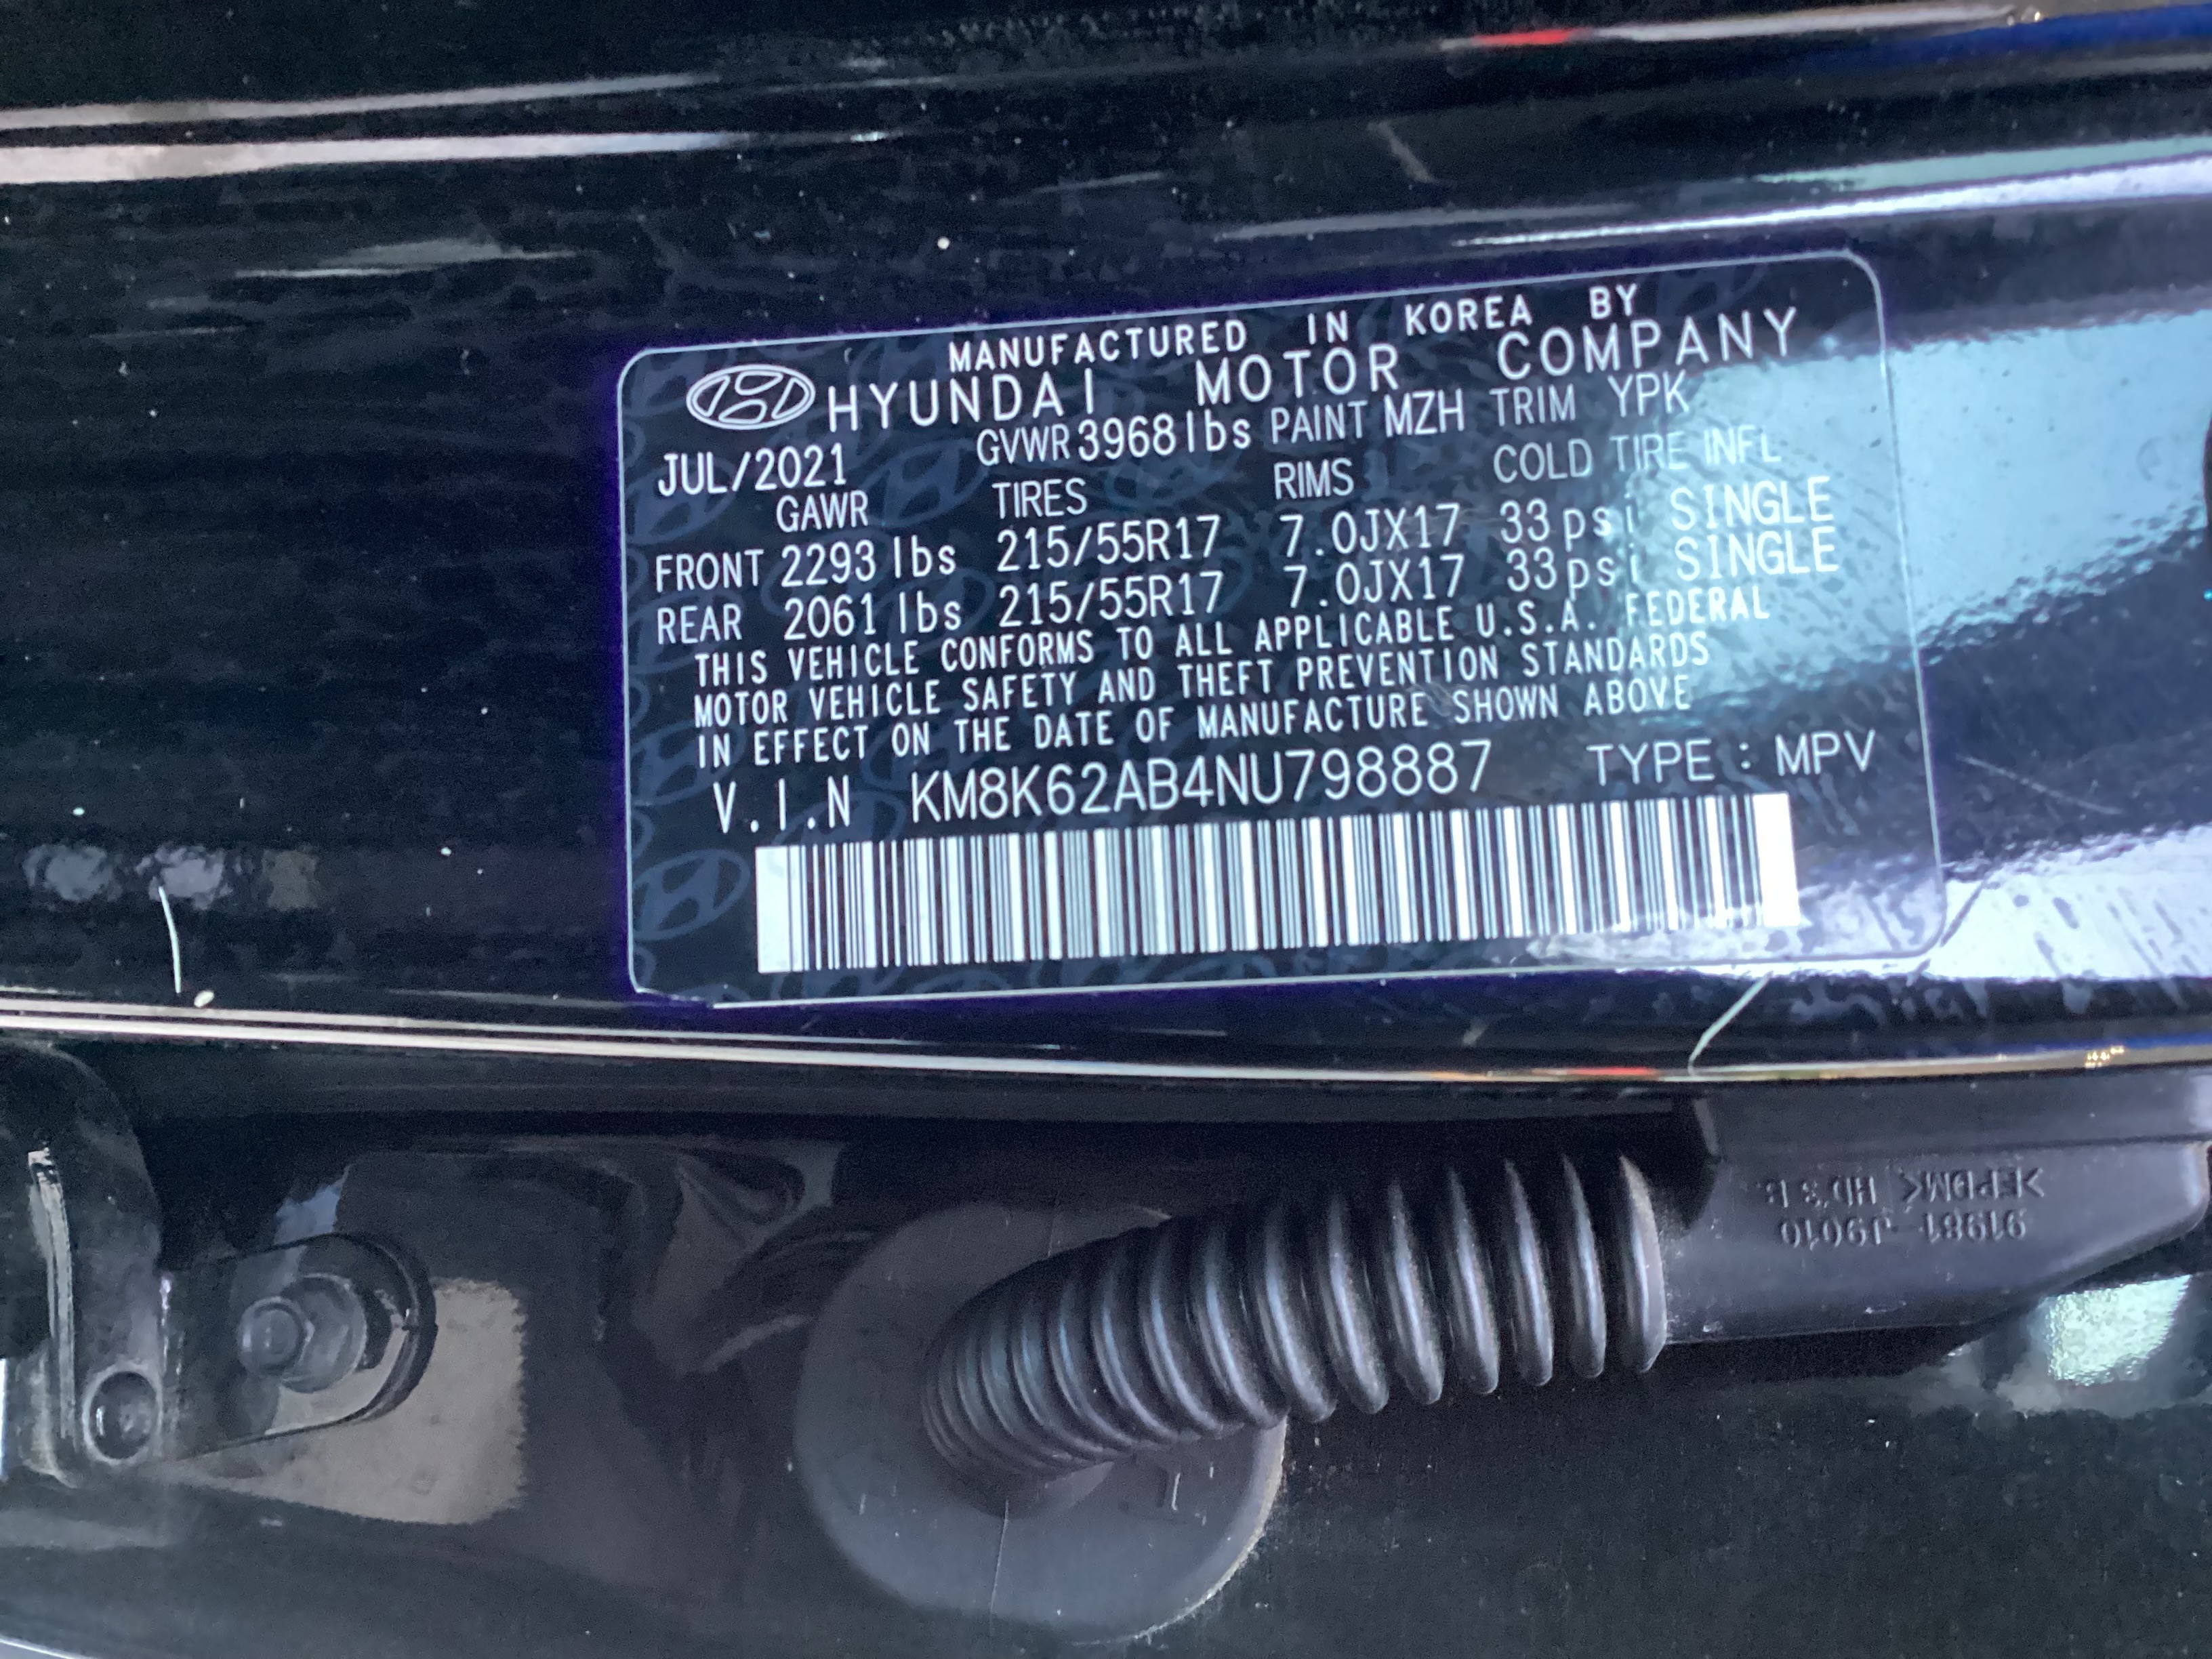 MANUFACTURED IN KOREA BY
HYUNDAI MOTOR COMPANY
JUL/2021 GVWR 3968 lbs PAINT MZH TRIM YPK
GAWR TIRES RIMS COLD TIRE INFL
FRONT 2293 lbs 215/55R17 7.0JX17 33 psi SINGLE
REAR 2061 lbs 215/55R17 7.0JX17 33psi SINGLE
THIS VEHICLE CONFORMS TO ALL APPLICABLE U.S.A. FEDERAL
MOTOR VEHICLE SAFETY AND THEFT PREVENTION STANDARDS
IN EFFECT ON THE DATE OF MANUFACTURE SHOWN ABOVE
V.I.N KM8K62AB4NU798887 TYPE : MPV
91981-J9010